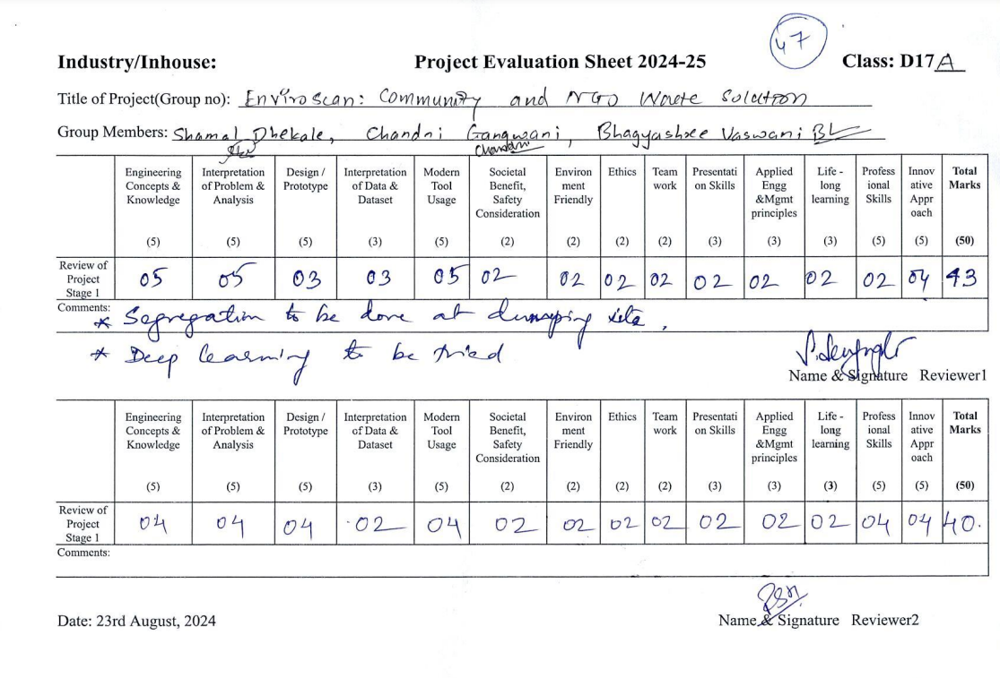 47
Industry/Inhouse: Project Evaluation Sheet 2024-25 Class: D17 A
Title of Project(Group no): EnviroScan: Community and NGO Waste Solution
Group Members: Shamal Dhekale, Chandni Gangwani, Bhagyashree Vaswani
Engineering Concepts & Knowledge (5) Interpretation of Problem & Analysis (5) Design / Prototype (5) Interpretation of Data & Dataset (3) Modern Tool Usage (5) Societal Benefit, Safety Consideration (2) Environ ment Friendly (2) Ethics (2) Team work (2) Presentati on Skills (3) Applied Engg &Mgmt principles (3) Life - long learning (3) Profess ional Skills (5) Innov ative Appr oach (5) Total Marks (50)
Review of Project Stage 1 05 05 03 03 05 02 02 02 02 02 02 02 02 04 43
Comments: * Segregation to be done at dumping site,
* Deep learning to be tried
Name & Signature Reviewer1
Engineering Concepts & Knowledge (5) Interpretation of Problem & Analysis (5) Design / Prototype (5) Interpretation of Data & Dataset (3) Modern Tool Usage (5) Societal Benefit, Safety Consideration (2) Environ ment Friendly (2) Ethics (2) Team work (2) Presentati on Skills (3) Applied Engg &Mgmt principles (3) Life - long learning (3) Profess ional Skills (5) Innov ative Appr oach (5) Total Marks (50)
Review of Project Stage 1 04 04 04 02 04 02 02 02 02 02 02 02 04 04 40.
Comments:
Date: 23rd August, 2024 Name & Signature Reviewer2